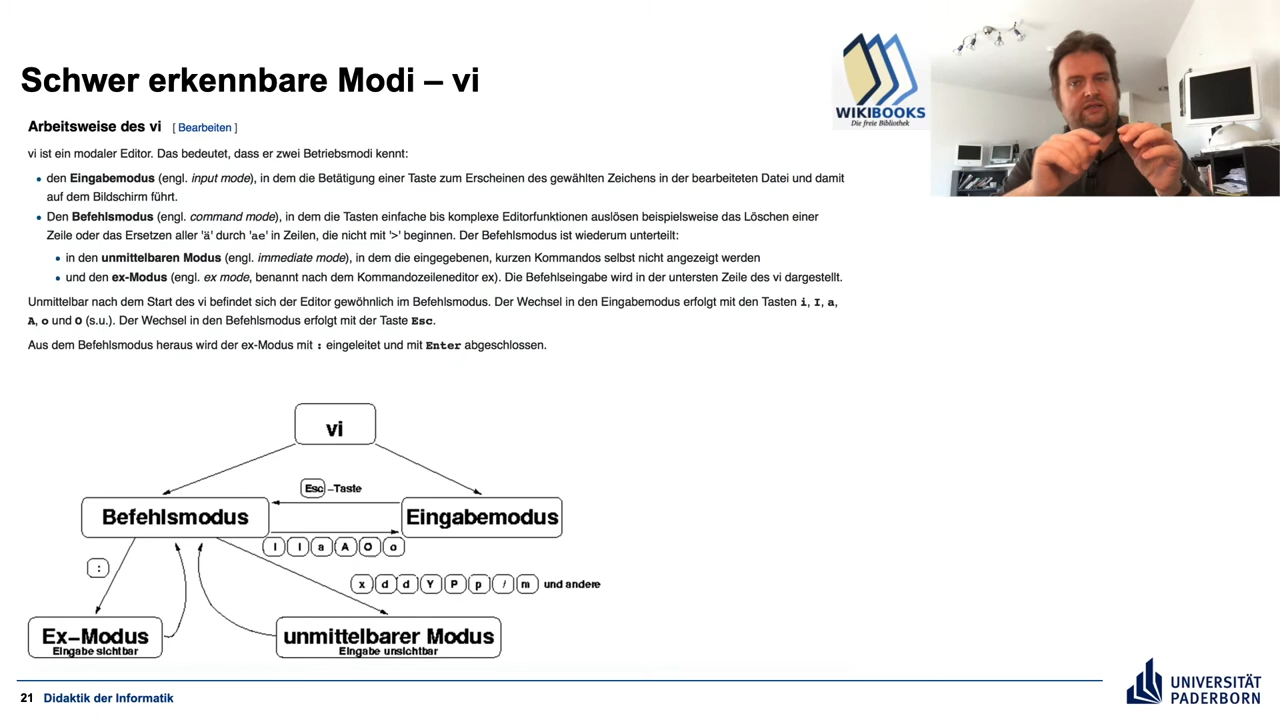 Schwer erkennbare Modi – vi
WIKIBOOKS
Die freie Bibliothek
Arbeitsweise des vi [ Bearbeiten ]
vi ist ein modaler Editor. Das bedeutet, dass er zwei Betriebsmodi kennt:
• den Eingabemodus (engl. input mode), in dem die Betätigung einer Taste zum Erscheinen des gewählten Zeichens in der bearbeiteten Datei und damit
auf dem Bildschirm führt.
• Den Befehlsmodus (engl. command mode), in dem die Tasten einfache bis komplexe Editorfunktionen auslösen beispielsweise das Löschen einer
Zeile oder das Ersetzen aller 'ä' durch 'ae' in Zeilen, die nicht mit '>' beginnen. Der Befehlsmodus ist wiederum unterteilt:
• in den unmittelbaren Modus (engl. immediate mode), in dem die eingegebenen, kurzen Kommandos selbst nicht angezeigt werden
• und den ex-Modus (engl. ex mode, benannt nach dem Kommandozeileneditor ex). Die Befehlseingabe wird in der untersten Zeile des vi dargestellt.
Unmittelbar nach dem Start des vi befindet sich der Editor gewöhnlich im Befehlsmodus. Der Wechsel in den Eingabemodus erfolgt mit den Tasten i, I, a,
A, o und O (s.u.). Der Wechsel in den Befehlsmodus erfolgt mit der Taste Esc.
Aus dem Befehlsmodus heraus wird der ex-Modus mit : eingeleitet und mit Enter abgeschlossen.
vi
Esc –Taste
Befehlsmodus
Eingabemodus
I I a A O o
:
x d d Y P p / m und andere
Ex–Modus
Eingabe sichtbar
unmittelbarer Modus
Eingabe unsichtbar
21 Didaktik der Informatik
UNIVERSITÄT
PADERBORN